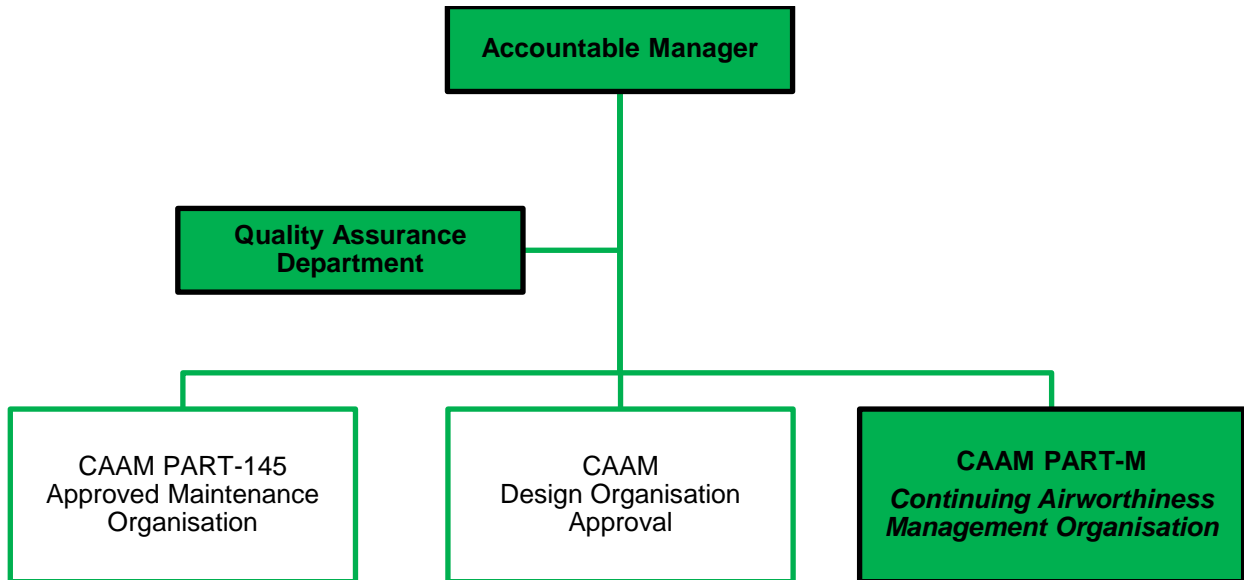 Accountable Manager
Quality Assurance
Department
CAAM PART-145
Approved Maintenance
Organisation
CAAM
Design Organisation
Approval
CAAM PART-M
Continuing Airworthiness
Management Organisation